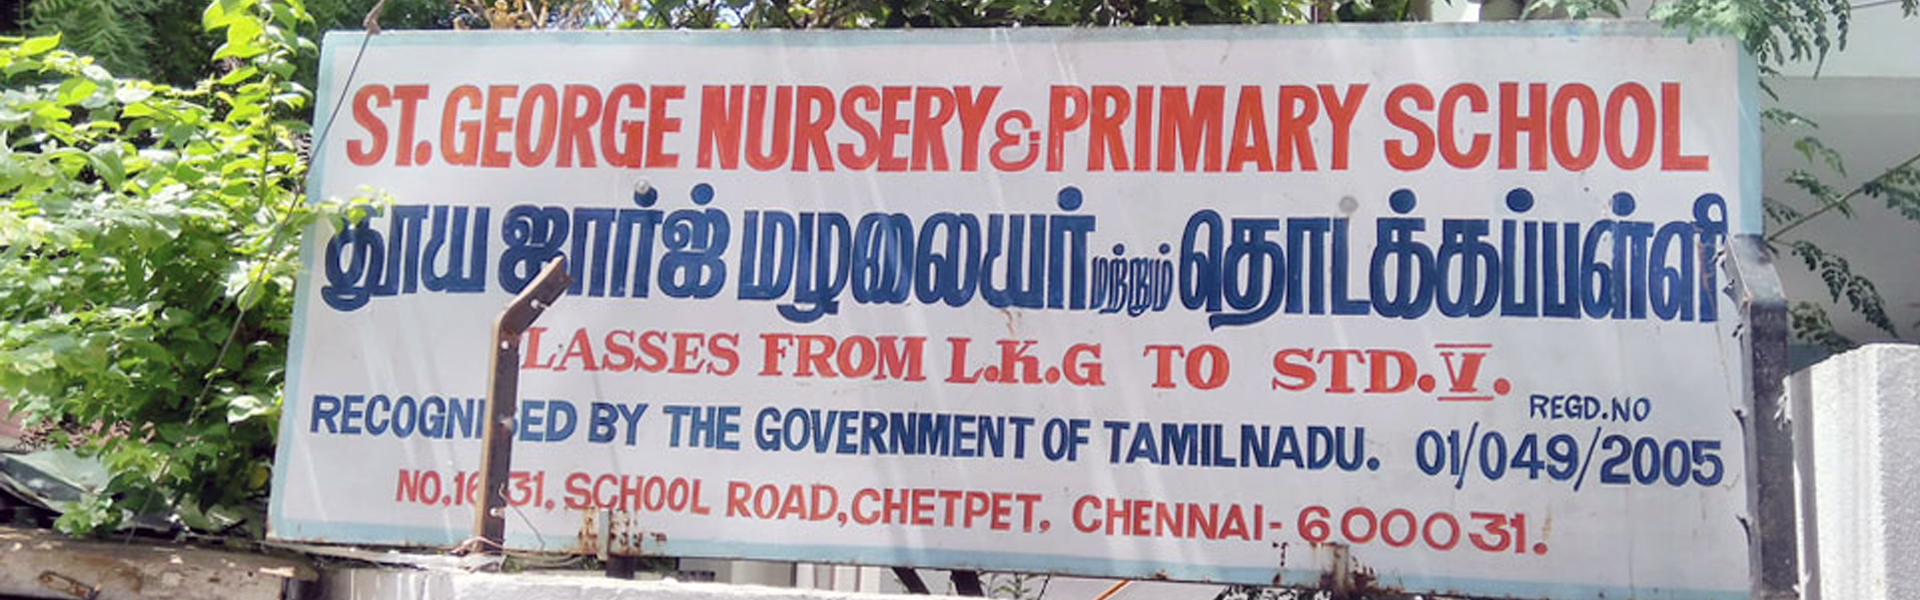 ST. GEORGE NURSERY & PRIMARY SCHOOL
தூய ஜார்ஜ் மழலையர் மற்றும் தொடக்கப்பள்ளி
CLASSES FROM L.K.G TO STD. V.
RECOGNISED BY THE GOVERNMENT OF TAMILNADU. REGD.NO 01/049/2005
SCHOOL ROAD, CHETPET, CHENNAI - 600031.